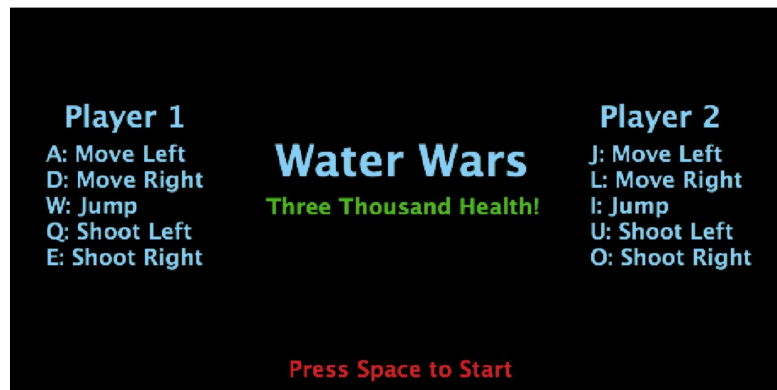 Player 1
A: Move Left
D: Move Right
W: Jump
Q: Shoot Left
E: Shoot Right
Water Wars
Three Thousand Health!
Player 2
J: Move Left
L: Move Right
I: Jump
U: Shoot Left
O: Shoot Right
Press Space to Start